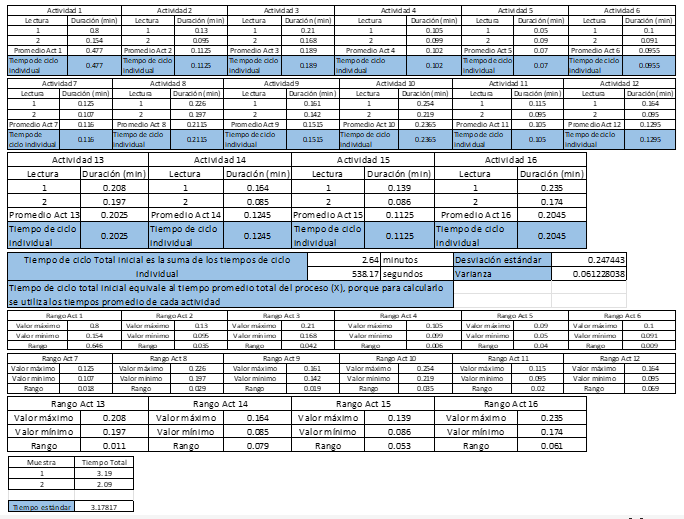 Actividad 1 Actividad 2 Actividad 3 Actividad 4 Actividad 5 Actividad 6
Lectura Duración (min) Lectura Duración (min) Lectura Duración (min) Lectura Duración (min) Lectura Duración (min) Lectura Duración (min)
1 0.8 1 0.13 1 0.21 1 0.105 1 0.05 1 0.1
2 0.154 2 0.095 2 0.168 2 0.099 2 0.09 2 0.091
Promedio Act 1 0.477 Promedio Act 2 0.1125 Promedio Act 3 0.189 Promedio Act 4 0.102 Promedio Act 5 0.07 Promedio Act 6 0.0955
Tiempo de ciclo individual 0.477 Tiempo de ciclo individual 0.1125 Tiempo de ciclo individual 0.189 Tiempo de ciclo individual 0.102 Tiempo de ciclo individual 0.07 Tiempo de ciclo individual 0.0955
Actividad 7 Actividad 8 Actividad 9 Actividad 10 Actividad 11 Actividad 12
Lectura Duración (min) Lectura Duración (min) Lectura Duración (min) Lectura Duración (min) Lectura Duración (min) Lectura Duración (min)
1 0.125 1 0.226 1 0.161 1 0.254 1 0.115 1 0.164
2 0.107 2 0.197 2 0.142 2 0.219 2 0.095 2 0.095
Promedio Act 7 0.116 Promedio Act 8 0.2115 Promedio Act 9 0.1515 Promedio Act 10 0.2365 Promedio Act 11 0.105 Promedio Act 12 0.1295
Tiempo de ciclo individual 0.116 Tiempo de ciclo individual 0.2115 Tiempo de ciclo individual 0.1515 Tiempo de ciclo individual 0.2365 Tiempo de ciclo individual 0.105 Tiempo de ciclo individual 0.1295
Actividad 13 Actividad 14 Actividad 15 Actividad 16
Lectura Duración (min) Lectura Duración (min) Lectura Duración (min) Lectura Duración (min)
1 0.208 1 0.164 1 0.139 1 0.235
2 0.197 2 0.085 2 0.086 2 0.174
Promedio Act 13 0.2025 Promedio Act 14 0.1245 Promedio Act 15 0.1125 Promedio Act 16 0.2045
Tiempo de ciclo individual 0.2025 Tiempo de ciclo individual 0.1245 Tiempo de ciclo individual 0.1125 Tiempo de ciclo individual 0.2045
Tiempo de ciclo Total inicial es la suma de los tiempos de ciclo 2.64 minutos Desviación estándar 0.247443
individual 538.17 segundos Varianza 0.061228038
Tiempo de ciclo total inicial equivale al tiempo promedio total del proceso (X), porque para calcularlo
se utiliza los tiempos promedio de cada actividad
Rango Act 1 Rango Act 2 Rango Act 3 Rango Act 4 Rango Act 5 Rango Act 6
Valor máximo 0.8 Valor máximo 0.13 Valor máximo 0.21 Valor máximo 0.105 Valor máximo 0.09 Valor máximo 0.1
Valor mínimo 0.154 Valor mínimo 0.095 Valor mínimo 0.168 Valor mínimo 0.099 Valor mínimo 0.05 Valor mínimo 0.091
Rango 0.646 Rango 0.035 Rango 0.042 Rango 0.006 Rango 0.04 Rango 0.009
Rango Act 7 Rango Act 8 Rango Act 9 Rango Act 10 Rango Act 11 Rango Act 12
Valor máximo 0.125 Valor máximo 0.226 Valor máximo 0.161 Valor máximo 0.254 Valor máximo 0.115 Valor máximo 0.164
Valor mínimo 0.107 Valor mínimo 0.197 Valor mínimo 0.142 Valor mínimo 0.219 Valor mínimo 0.095 Valor mínimo 0.095
Rango 0.018 Rango 0.029 Rango 0.019 Rango 0.035 Rango 0.02 Rango 0.069
Rango Act 13 Rango Act 14 Rango Act 15 Rango Act 16
Valor máximo 0.208 Valor máximo 0.164 Valor máximo 0.139 Valor máximo 0.235
Valor mínimo 0.197 Valor mínimo 0.085 Valor mínimo 0.086 Valor mínimo 0.174
Rango 0.011 Rango 0.079 Rango 0.053 Rango 0.061
Muestra Tiempo Total
1 3.19
2 2.09
Tiempo estándar 3.17817